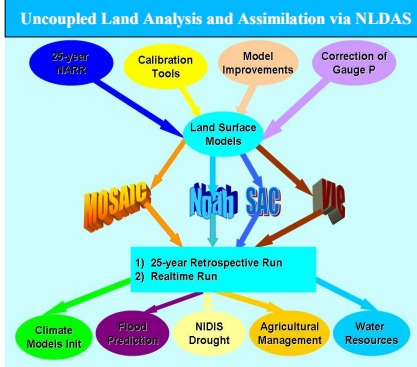 Uncoupled Land Analysis and Assimilation via NLDAS
25-year
NARR
Calibration
Tools
Model
Improvements
Correction of
Gauge P
Land Surface
Models
MOSAIC
Noah
SAC
VIC
1) 25-year Retrospective Run
2) Realtime Run
Climate
Models Init
Flood
Prediction
NIDIS
Drought
Agricultural
Management
Water
Resources